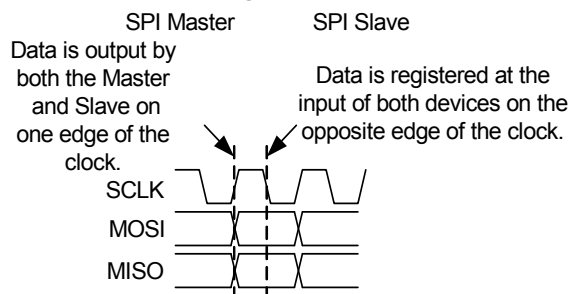 SPI Master SPI Slave
Data is output by
both the Master
and Slave on
one edge of the
clock.
Data is registered at the
input of both devices on the
opposite edge of the clock.
SCLK
MOSI
MISO